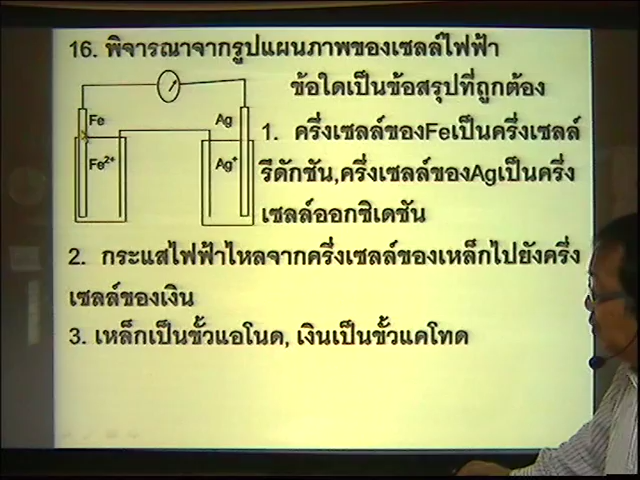 16. พิจารณาจากรูปแผนภาพของเซลล์ไฟฟ้า
ข้อใดเป็นข้อสรุปที่ถูกต้อง
Fe
Ag
Fe²⁺
Ag⁺
1. ครึ่งเซลล์ของFeเป็นครึ่งเซลล์
รีดักชัน,ครึ่งเซลล์ของAgเป็นครึ่ง
เซลล์ออกซิเดชัน
2. กระแสไฟฟ้าไหลจากครึ่งเซลล์ของเหล็กไปยังครึ่ง
เซลล์ของเงิน
3. เหล็กเป็นขั้วแอโนด, เงินเป็นขั้วแคโทด